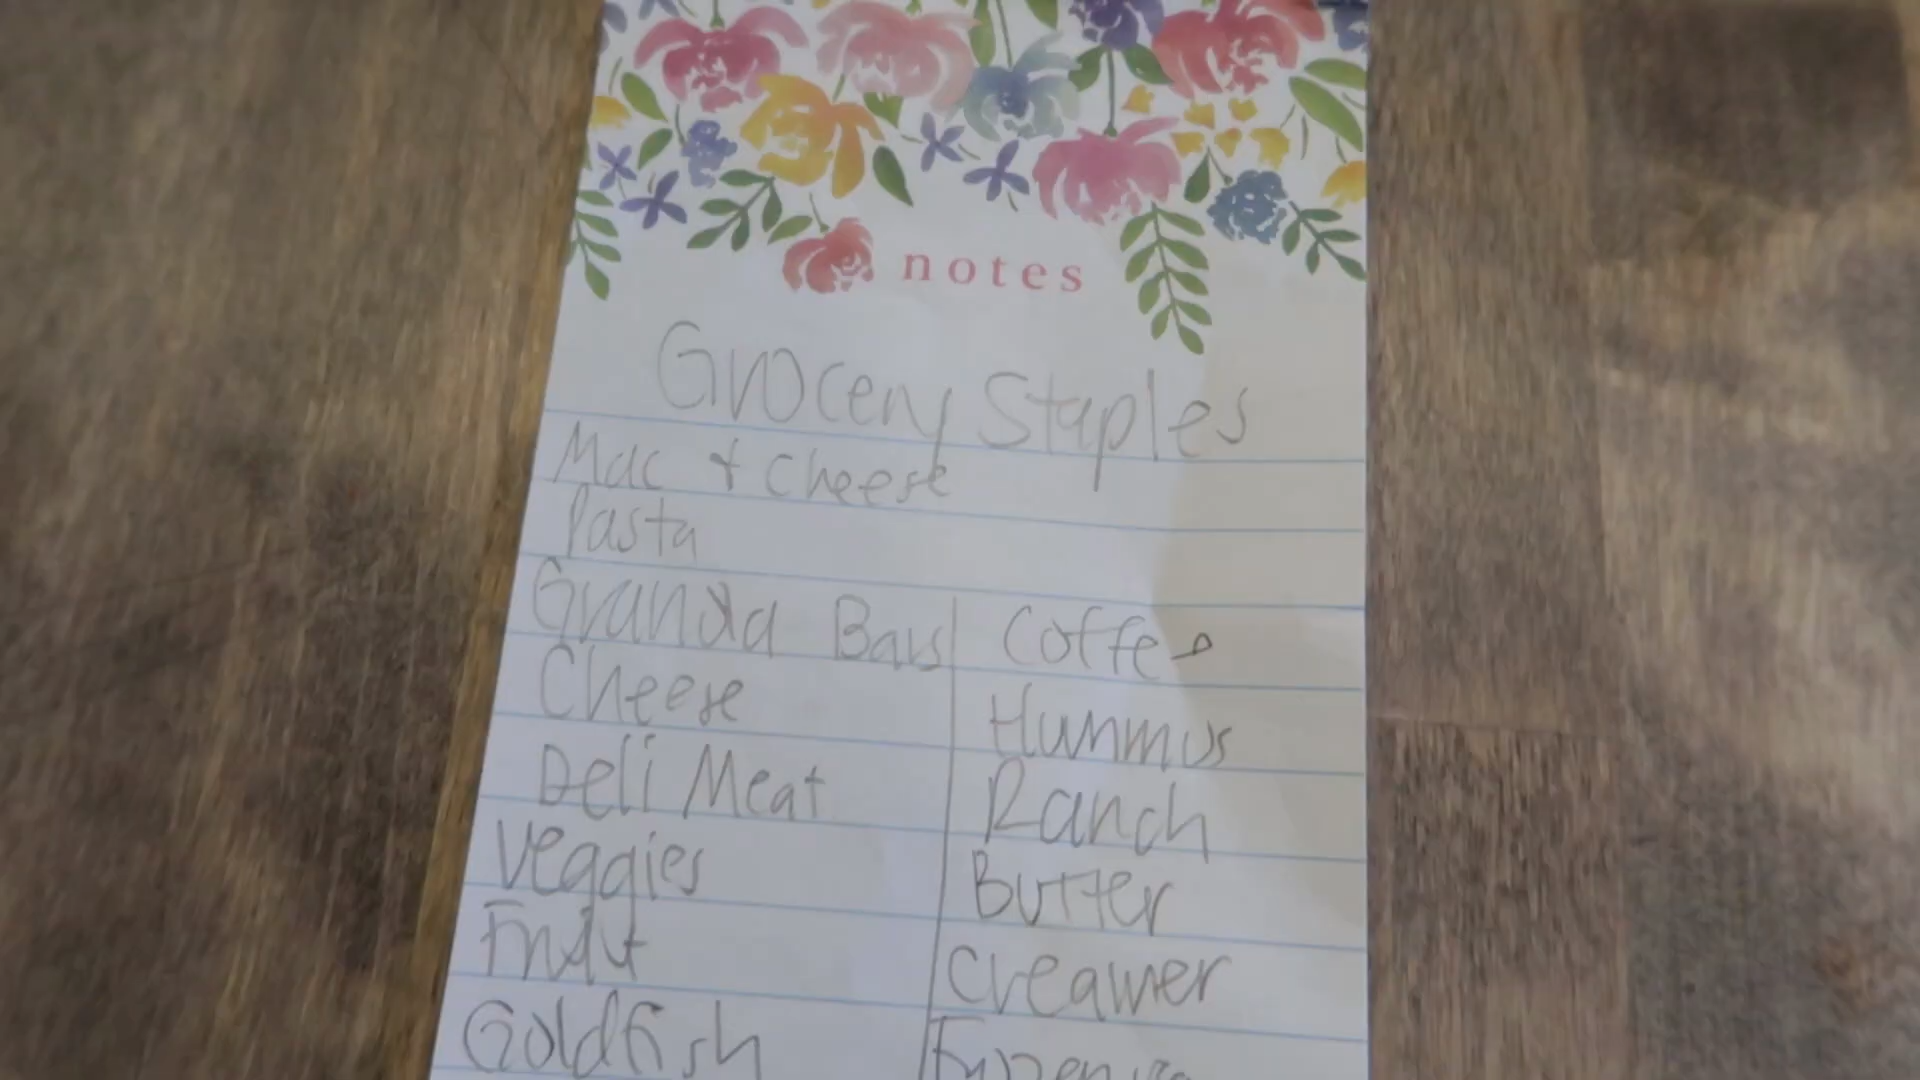 notes
Grocery Staples
Mac + Cheese
Pasta
Granola Bars
Cheese
Deli Meat
Veggies
Fruit
Goldfish
Coffee
Hummus
Ranch
Butter
Creamer